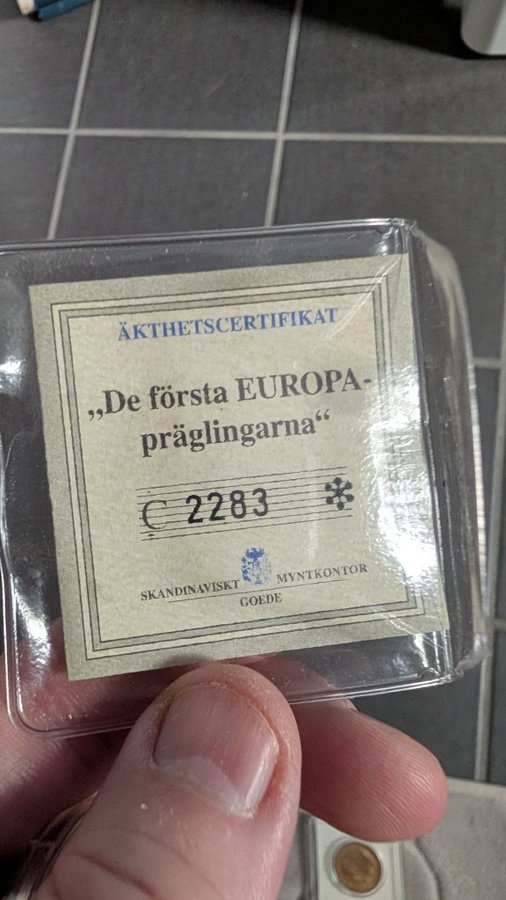 ÄKTHETSCERTIFIKAT
„De första EUROPA-
präglingarna“
C 2283 *
SKANDINAVISKT MYNTKONTOR
GOEDE